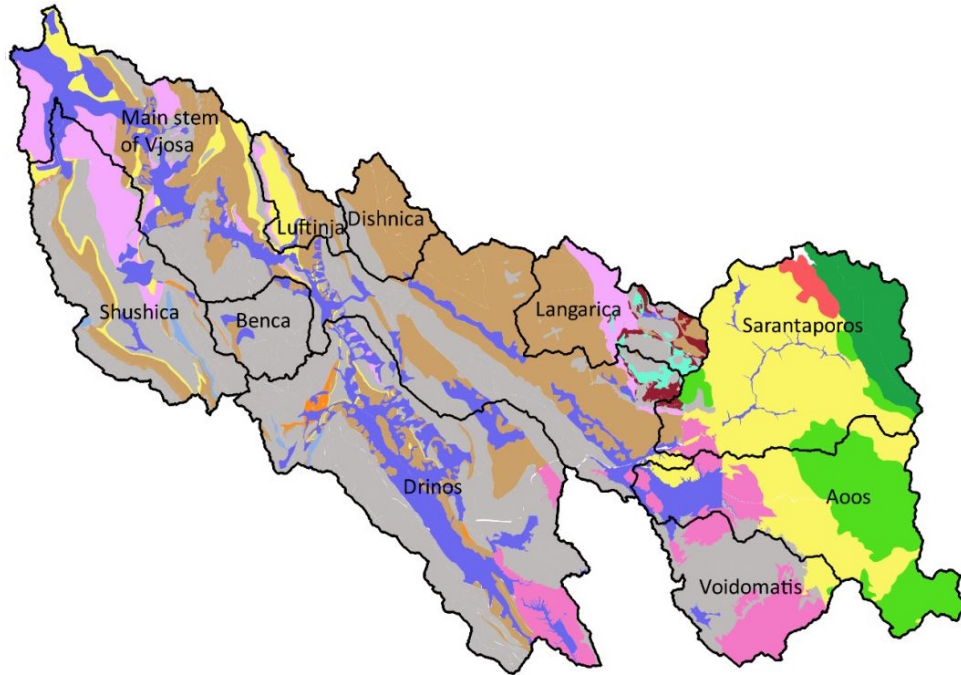 Main stem
of Vjosa
Luftinja
Dishnica
Langarica
Sarantaporos
Shushica
Benca
Drinos
Aoos
Voidomatis